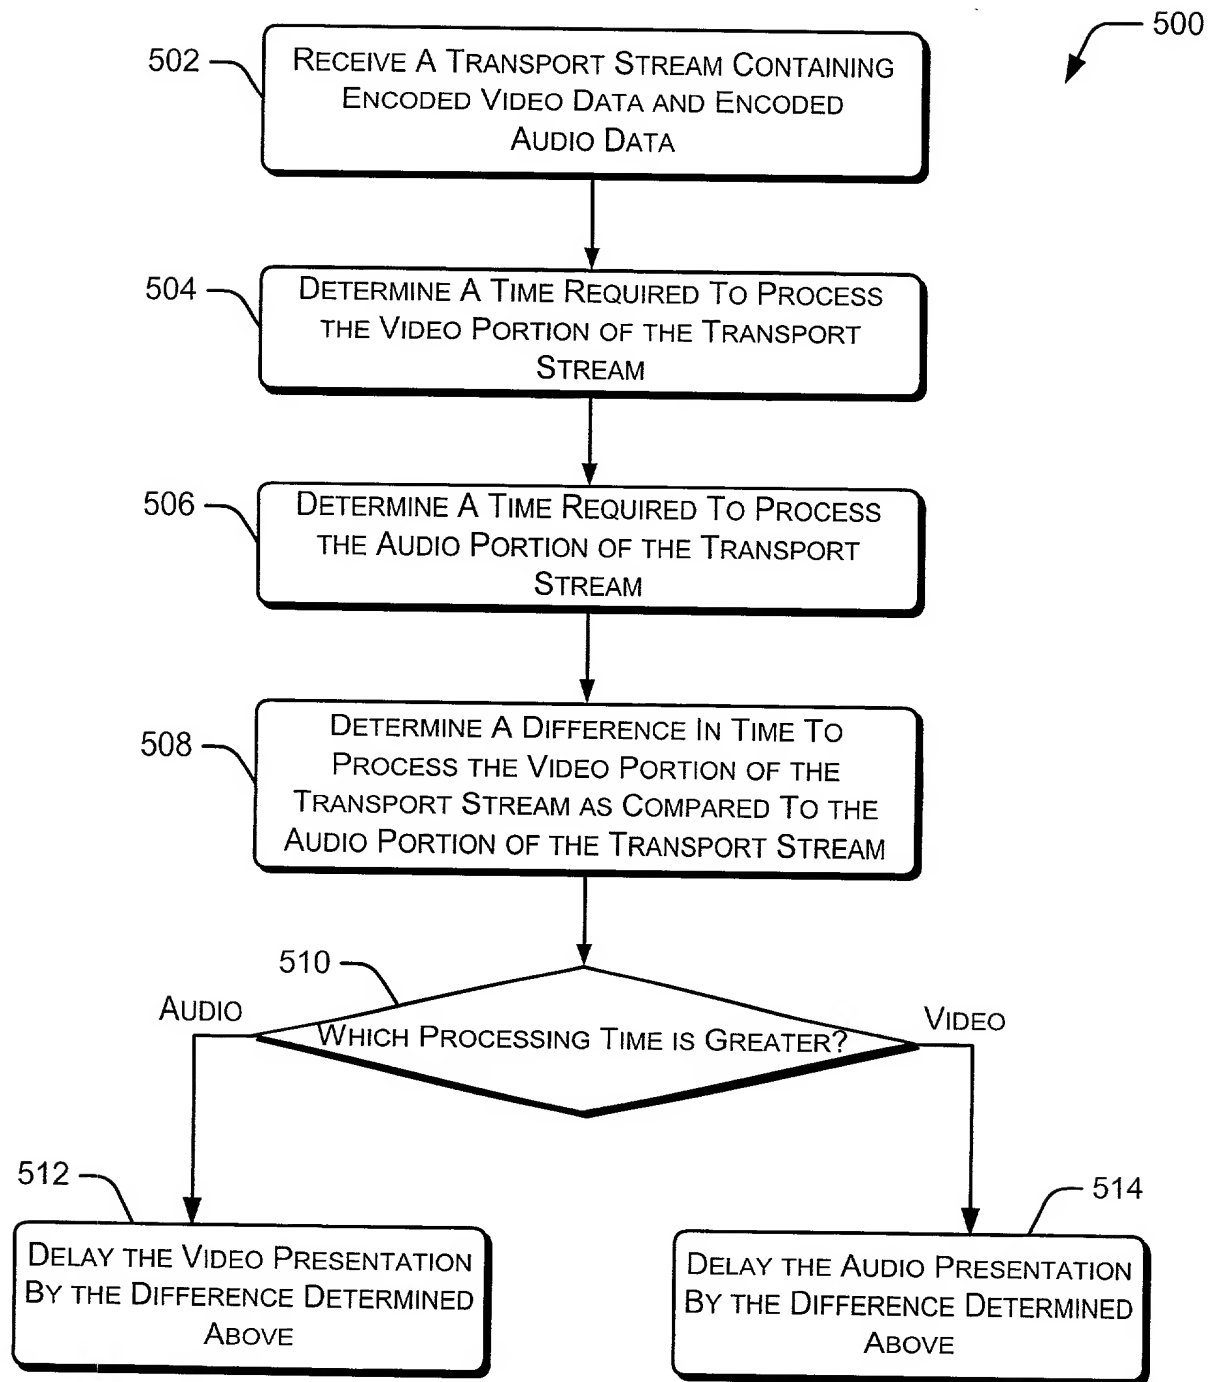 500
502
RECEIVE A TRANSPORT STREAM CONTAINING
ENCODED VIDEO DATA AND ENCODED
AUDIO DATA
504
DETERMINE A TIME REQUIRED TO PROCESS
THE VIDEO PORTION OF THE TRANSPORT
STREAM
506
DETERMINE A TIME REQUIRED TO PROCESS
THE AUDIO PORTION OF THE TRANSPORT
STREAM
508
DETERMINE A DIFFERENCE IN TIME TO
PROCESS THE VIDEO PORTION OF THE
TRANSPORT STREAM AS COMPARED TO THE
AUDIO PORTION OF THE TRANSPORT STREAM
510
AUDIO
WHICH PROCESSING TIME IS GREATER?
VIDEO
512
DELAY THE VIDEO PRESENTATION
BY THE DIFFERENCE DETERMINED
ABOVE
514
DELAY THE AUDIO PRESENTATION
BY THE DIFFERENCE DETERMINED
ABOVE